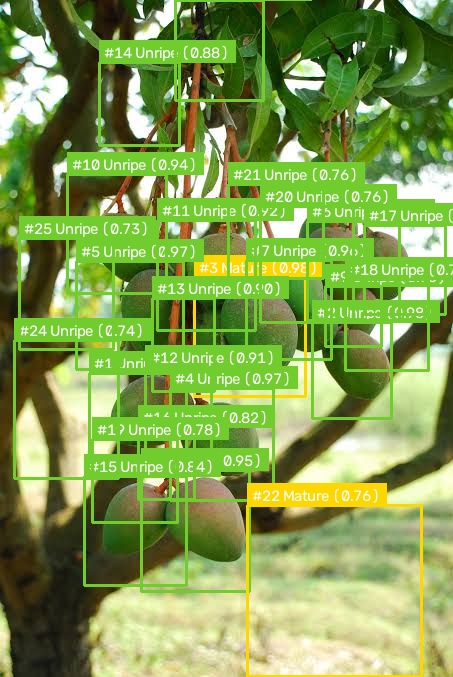 #14 Unripe (0.88)
#10 Unripe (0.94)
#21 Unripe (0.76)
#20 Unripe (0.76)
#11 Unripe (0.92)
#17 Unripe
#25 Unripe (0.73)
#5 Unripe (0.97)
#7 Unripe
#3 Mature (0.98)
#18 Unripe
#13 Unripe (0.90)
#2 Unripe (0.98)
#24 Unripe (0.74)
#12 Unripe (0.91)
#4 Unripe (0.97)
(0.82)
#19 Unripe (0.78)
#15 Unripe (0.84)
0.95)
#22 Mature (0.76)